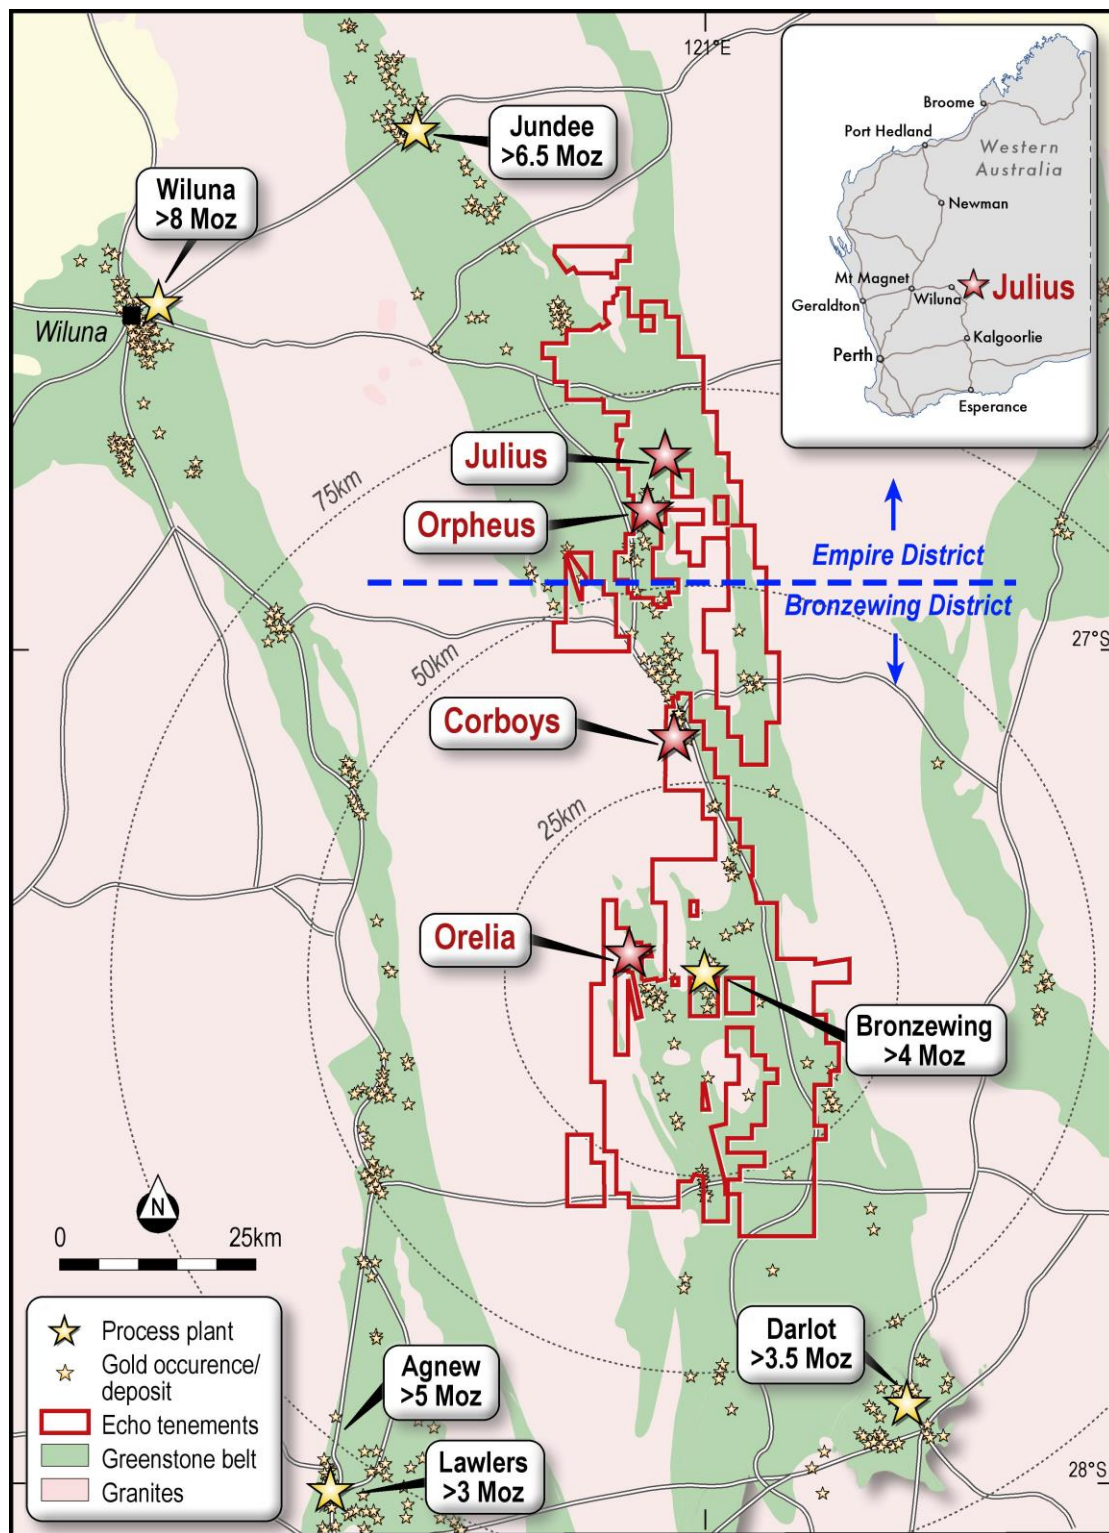 121°E
Jundee
>6.5 Moz
Wiluna
>8 Moz
Wiluna
Broome
Port Hedland
Western
Australia
Newman
Mt Magnet
Wiluna
Julius
Geraldton
Kalgoorlie
Perth
Esperance
75km
Julius
Orpheus
Empire District
Bronzewing District
27°S
50km
Corboys
25km
Orelia
Bronzewing
>4 Moz
N
0 25km
Process plant
Gold occurence/
deposit
Echo tenements
Greenstone belt
Granites
Agnew
>5 Moz
Lawlers
>3 Moz
Darlot
>3.5 Moz
28°S